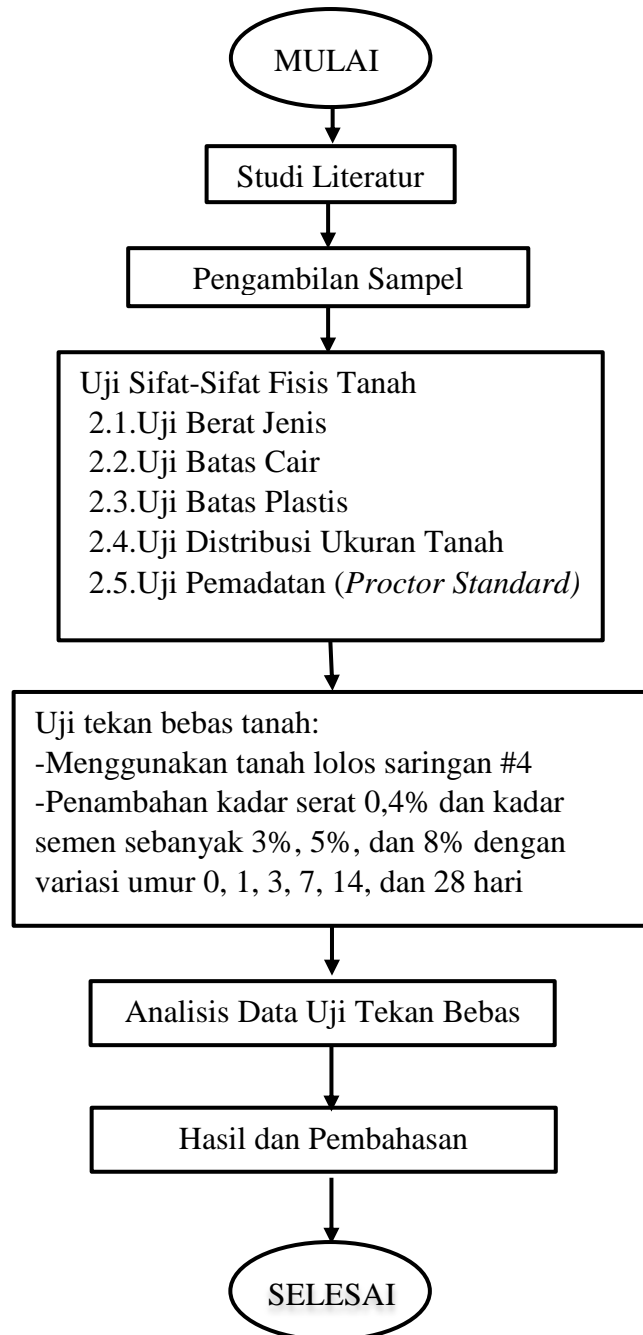 MULAI
Studi Literatur
Pengambilan Sampel
Uji Sifat-Sifat Fisis Tanah
2.1.Uji Berat Jenis
2.2.Uji Batas Cair
2.3.Uji Batas Plastis
2.4.Uji Distribusi Ukuran Tanah
2.5.Uji Pemadatan (Proctor Standard)
Uji tekan bebas tanah:
-Menggunakan tanah lolos saringan #4
-Penambahan kadar serat 0,4% dan kadar
semen sebanyak 3%, 5%, dan 8% dengan
variasi umur 0, 1, 3, 7, 14, dan 28 hari
Analisis Data Uji Tekan Bebas
Hasil dan Pembahasan
SELESAI